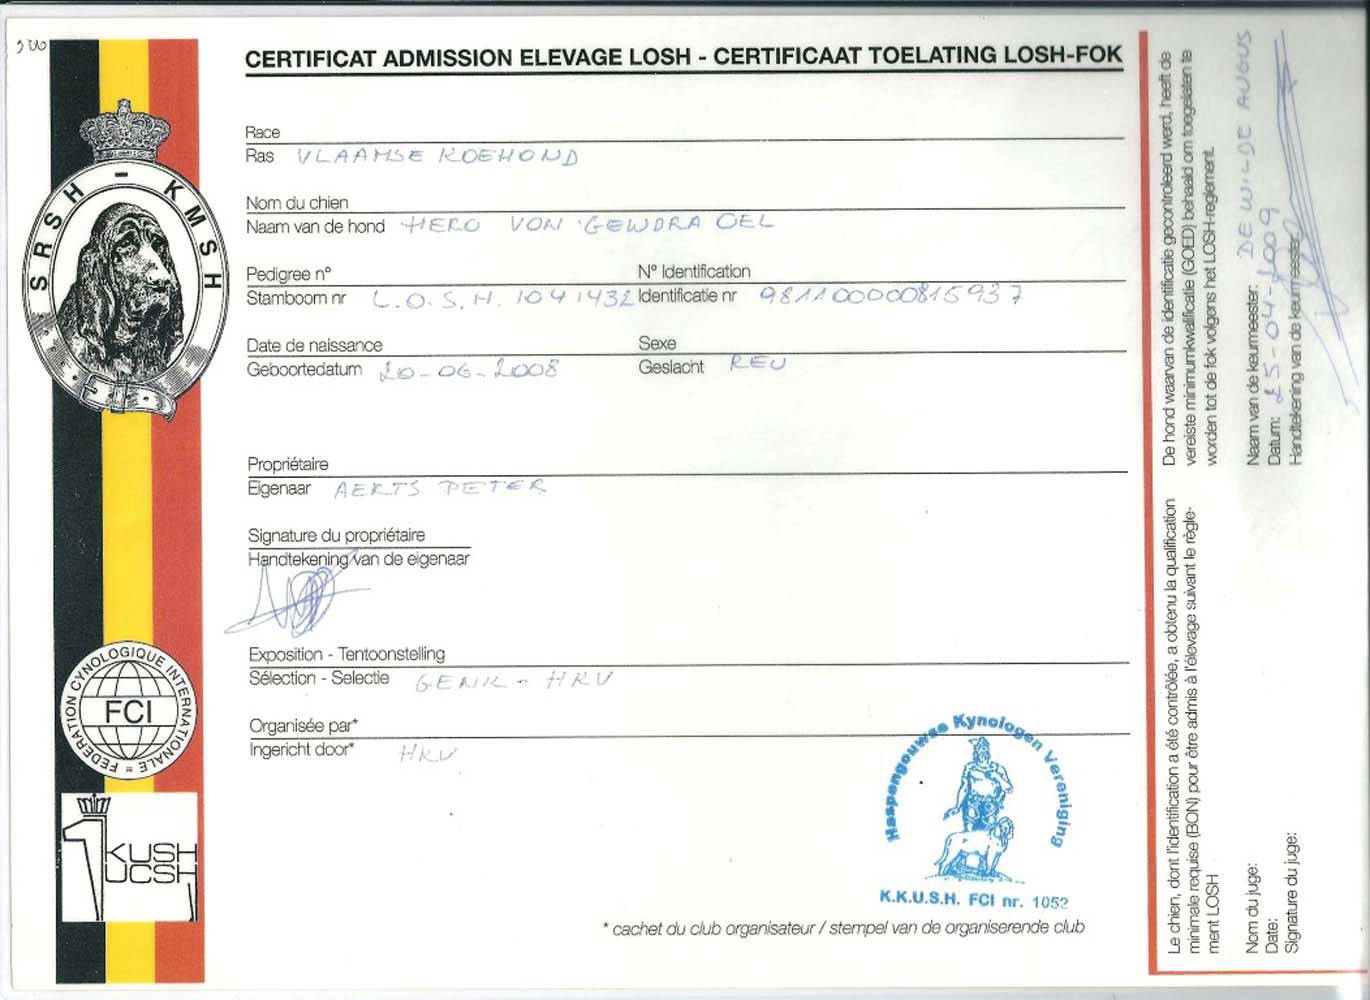 CERTIFICAT ADMISSION ELEVAGE LOSH - CERTIFICAAT TOELATING LOSH-FOK
Race
Ras VLAAMSE KOEHOND
Nom du chien
Naam van de hond HERO VON GEWDRA OEL
Pedigree n° N° Identification
Stamboom nr L.O.S.H. 1041432 Identificatie nr 981100000815937
Date de naissance Sexe
Geboortedatum 20-06-2008 Geslacht REU
Propriétaire
Eigenaar AERTS PETER
Signature du propriétaire
Handtekening van de eigenaar
Exposition - Tentoonstelling
Sélection - Selectie GENK - HKV
Organisée par*
Ingericht door* HKV
Haspengouwse Kynologen Vereniging
K.K.U.S.H. FCI nr. 1052
* cachet du club organisateur / stempel van de organiserende club
SRSH - KMSH
FEDERATION CYNOLOGIQUE INTERNATIONALE =
FCI
KUSH
UCSH
De hond waarvan de identificatie gecontroleerd werd, heeft de
vereiste minimumkwalificatie (GOED) behaald om toegelaten te
worden tot de fok volgens het LOSH-reglement.
Naam van de keurmeester: DE WILDE AUGUS
Datum: 25-04-2009
Handtekening van de keurmeester:
Le chien, dont l'identification a été contrôlée, a obtenu la qualification
minimale requise (BON) pour être admis à l'élevage suivant le règle-
ment LOSH
Nom du juge:
Date:
Signature du juge: